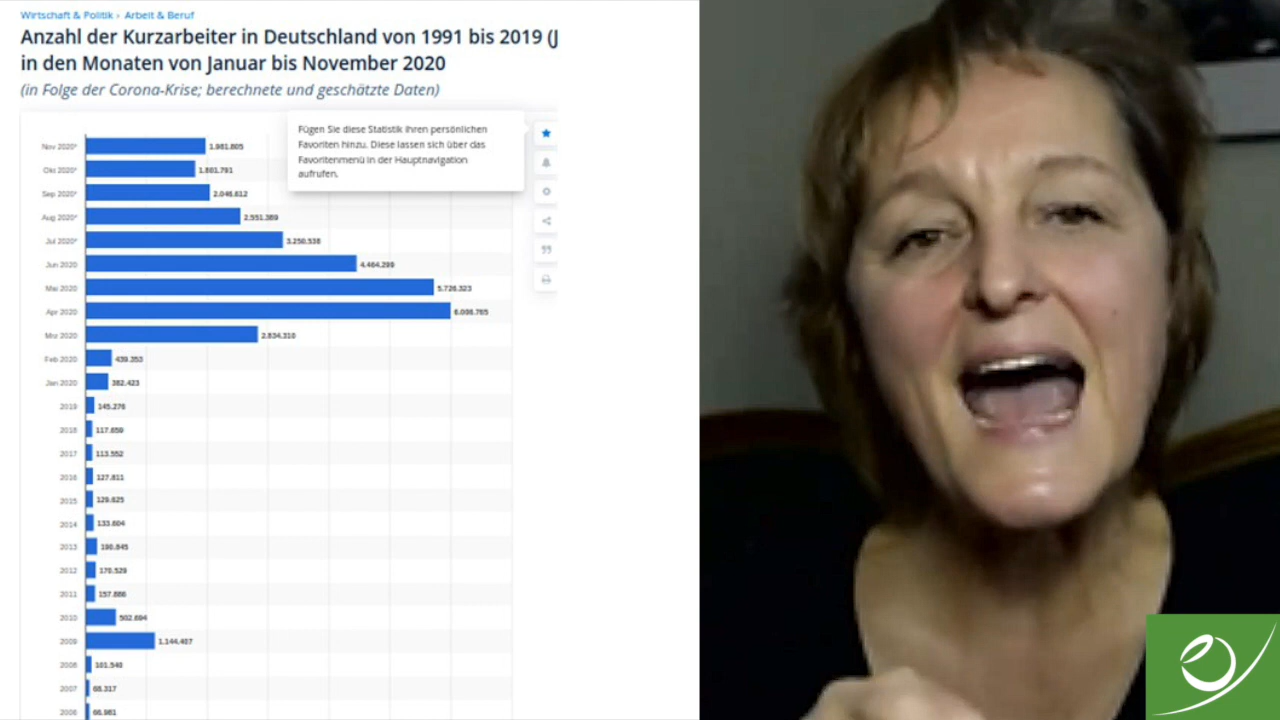 Wirtschaft & Politik › Arbeit & Beruf
Anzahl der Kurzarbeiter in Deutschland von 1991 bis 2019 (J
in den Monaten von Januar bis November 2020
(in Folge der Corona-Krise; berechnete und geschätzte Daten)
Fügen Sie diese Statistik Ihren persönlichen
Favoriten hinzu. Diese lassen sich über das
Favoritenmenü in der Hauptnavigation
aufrufen.
Nov 2020* 1.981.805
Okt 2020* 1.801.791
Sep 2020* 2.046.612
Aug 2020* 2.551.389
Jul 2020* 3.250.538
Jun 2020 4.464.299
Mai 2020 5.726.323
Apr 2020 6.006.765
Mrz 2020 2.834.310
Feb 2020 439.353
Jan 2020 382.423
2019 145.276
2018 117.659
2017 113.552
2016 127.811
2015 129.625
2014 133.604
2013 190.845
2012 170.529
2011 157.886
2010 502.694
2009 1.144.407
2008 101.540
2007 68.317
2006 66.981